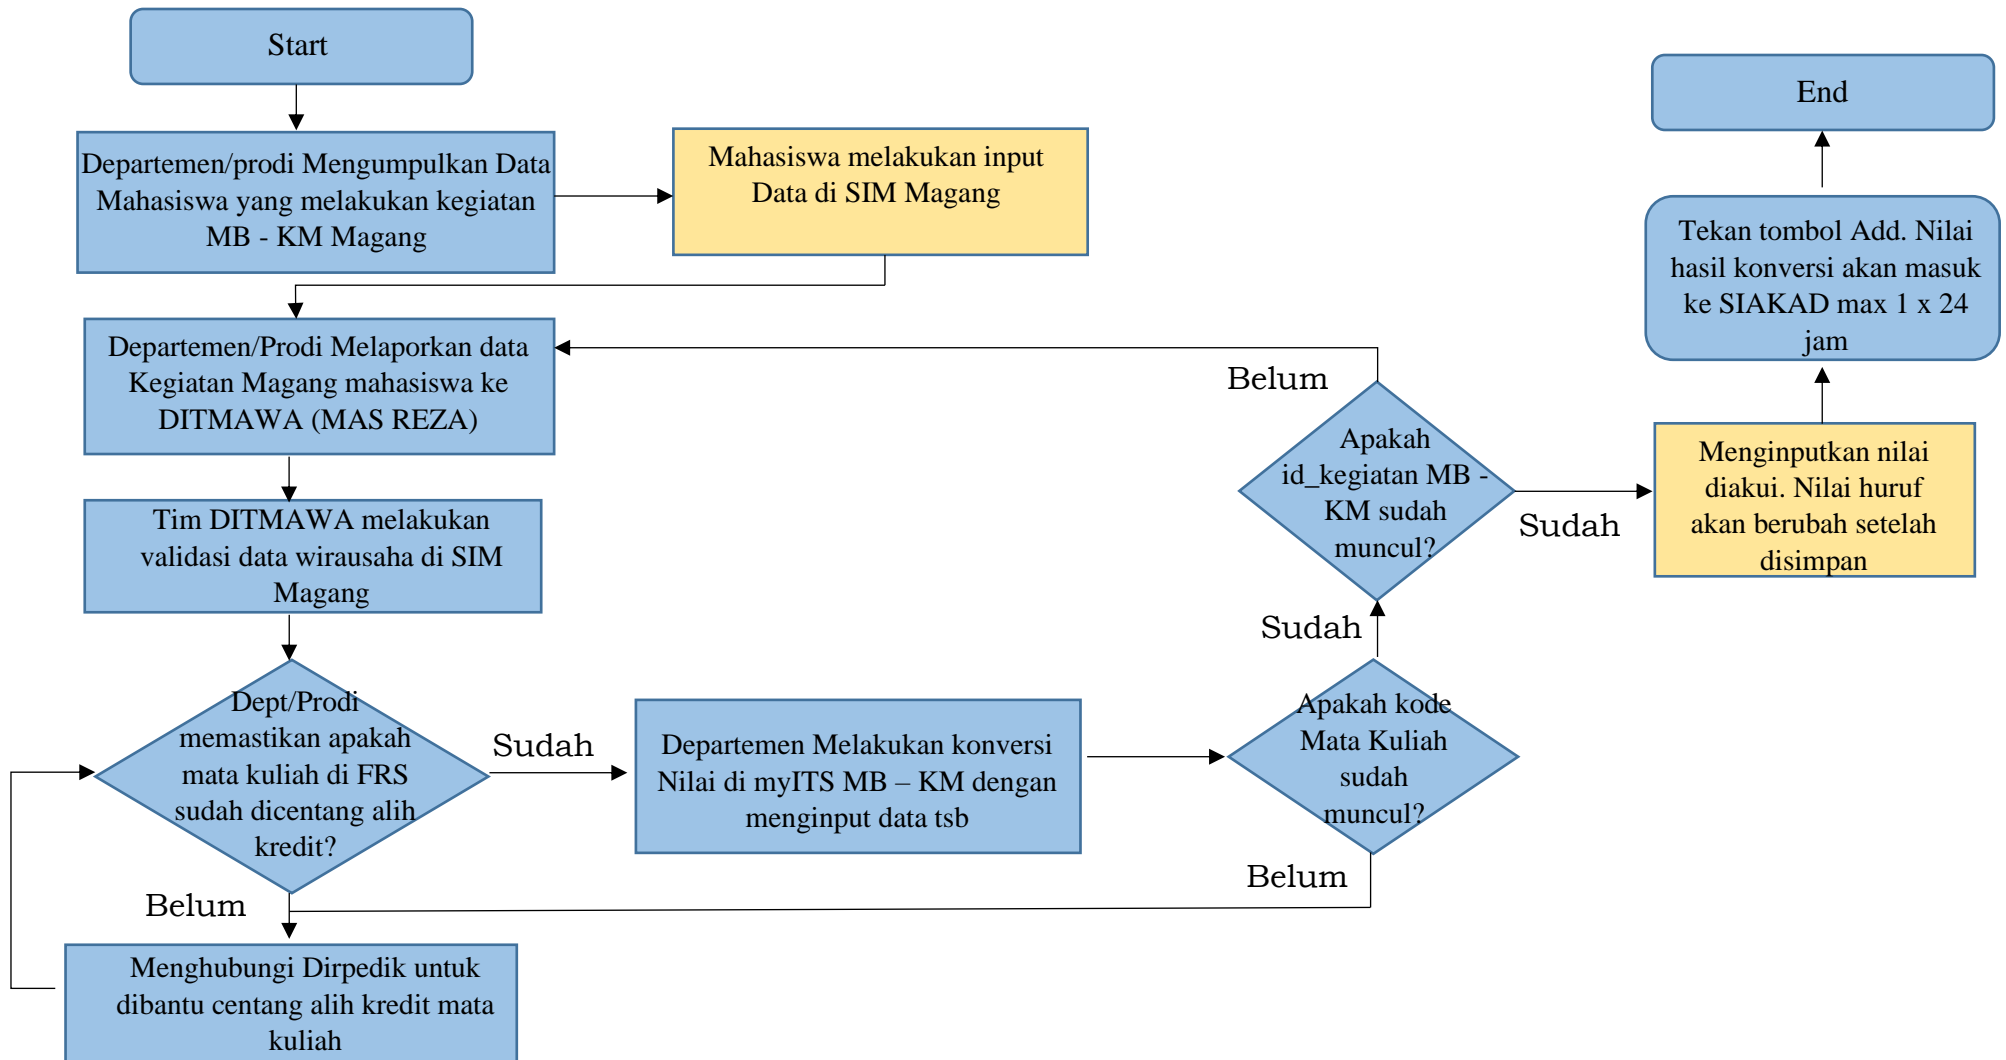 Start
Departemen/prodi Mengumpulkan Data
Mahasiswa yang melakukan kegiatan
MB - KM Magang
Mahasiswa melakukan input
Data di SIM Magang
Departemen/Prodi Melaporkan data
Kegiatan Magang mahasiswa ke
DITMAWA (MAS REZA)
Tim DITMAWA melakukan
validasi data wirausaha di SIM
Magang
Dept/Prodi
memastikan apakah
mata kuliah di FRS
sudah dicentang alih
kredit?
Sudah
Belum
Menghubungi Dirpedik untuk
dibantu centang alih kredit mata
kuliah
Departemen Melakukan konversi
Nilai di myITS MB – KM dengan
menginput data tsb
Apakah kode
Mata Kuliah
sudah
muncul?
Belum
Sudah
Apakah
id_kegiatan MB -
KM sudah
muncul?
Belum
Sudah
Menginputkan nilai
diakui. Nilai huruf
akan berubah setelah
disimpan
Tekan tombol Add. Nilai
hasil konversi akan masuk
ke SIAKAD max 1 x 24
jam
End